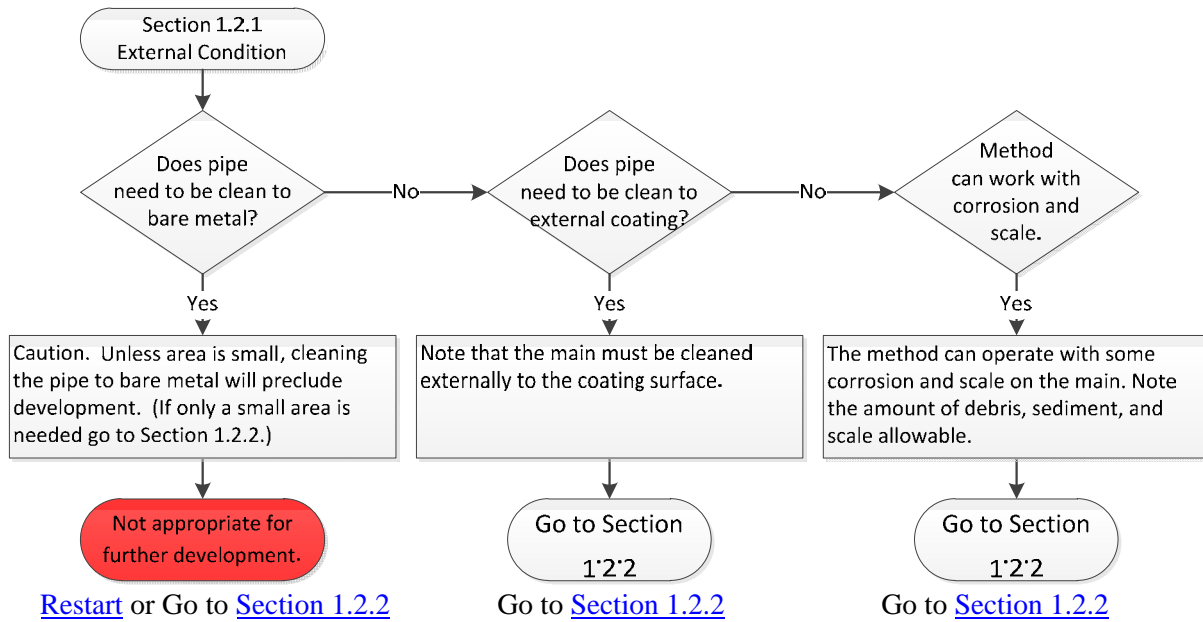 Section 1.2.1
External Condition
Does pipe
need to be clean to
bare metal?
No
Does pipe
need to be clean to
external coating?
No
Method
can work with
corrosion and
scale.
Yes
Yes
Yes
Caution. Unless area is small, cleaning
the pipe to bare metal will preclude
development. (If only a small area is
needed go to Section 1.2.2.)
Note that the main must be cleaned
externally to the coating surface.
The method can operate with some
corrosion and scale on the main. Note
the amount of debris, sediment, and
scale allowable.
Not appropriate for
further development.
Go to Section
1.2.2
Go to Section
1.2.2
Restart or Go to Section 1.2.2
Go to Section 1.2.2
Go to Section 1.2.2